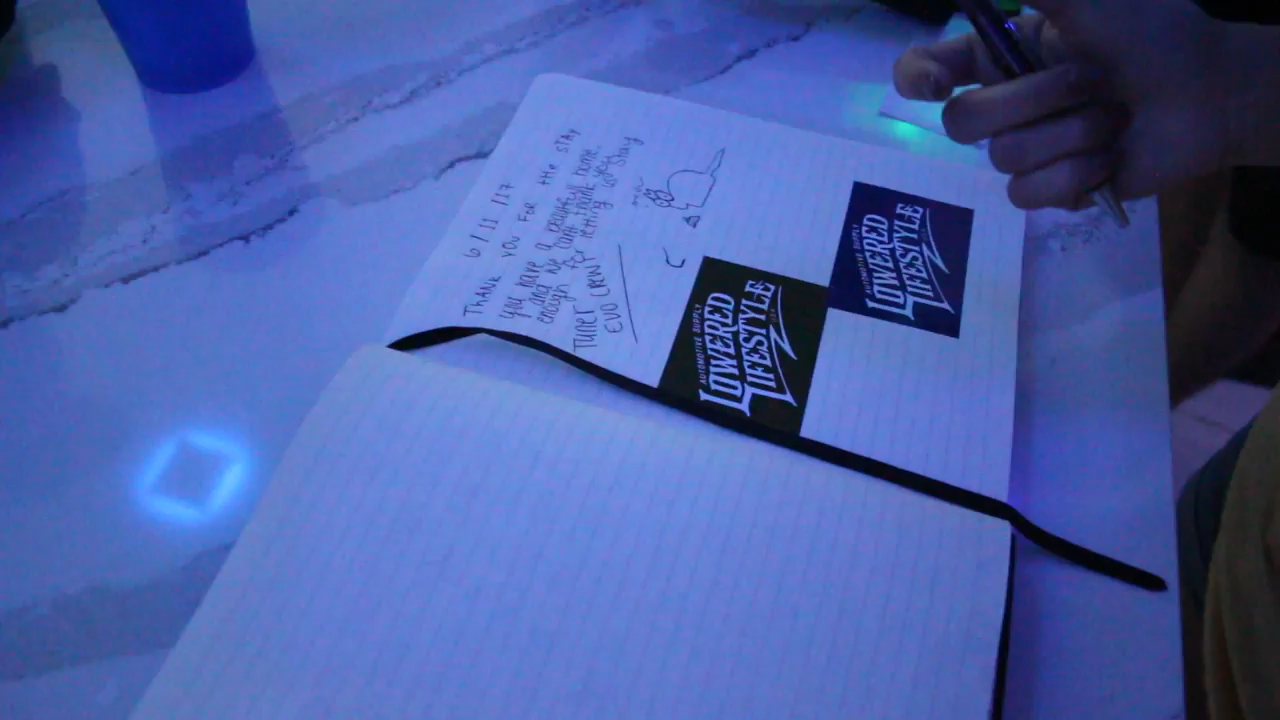 6/11/17
THANK YOU FOR tHe STAY
you have a beautiful home.
and we cant thank you
enough for letting us stay
TUNER
EVO CREW
AUTOMOTIVE SUPPLY
LOWERED
LIFESTYLE
AUTOMOTIVE SUPPLY
LOWERED
LIFESTYLE